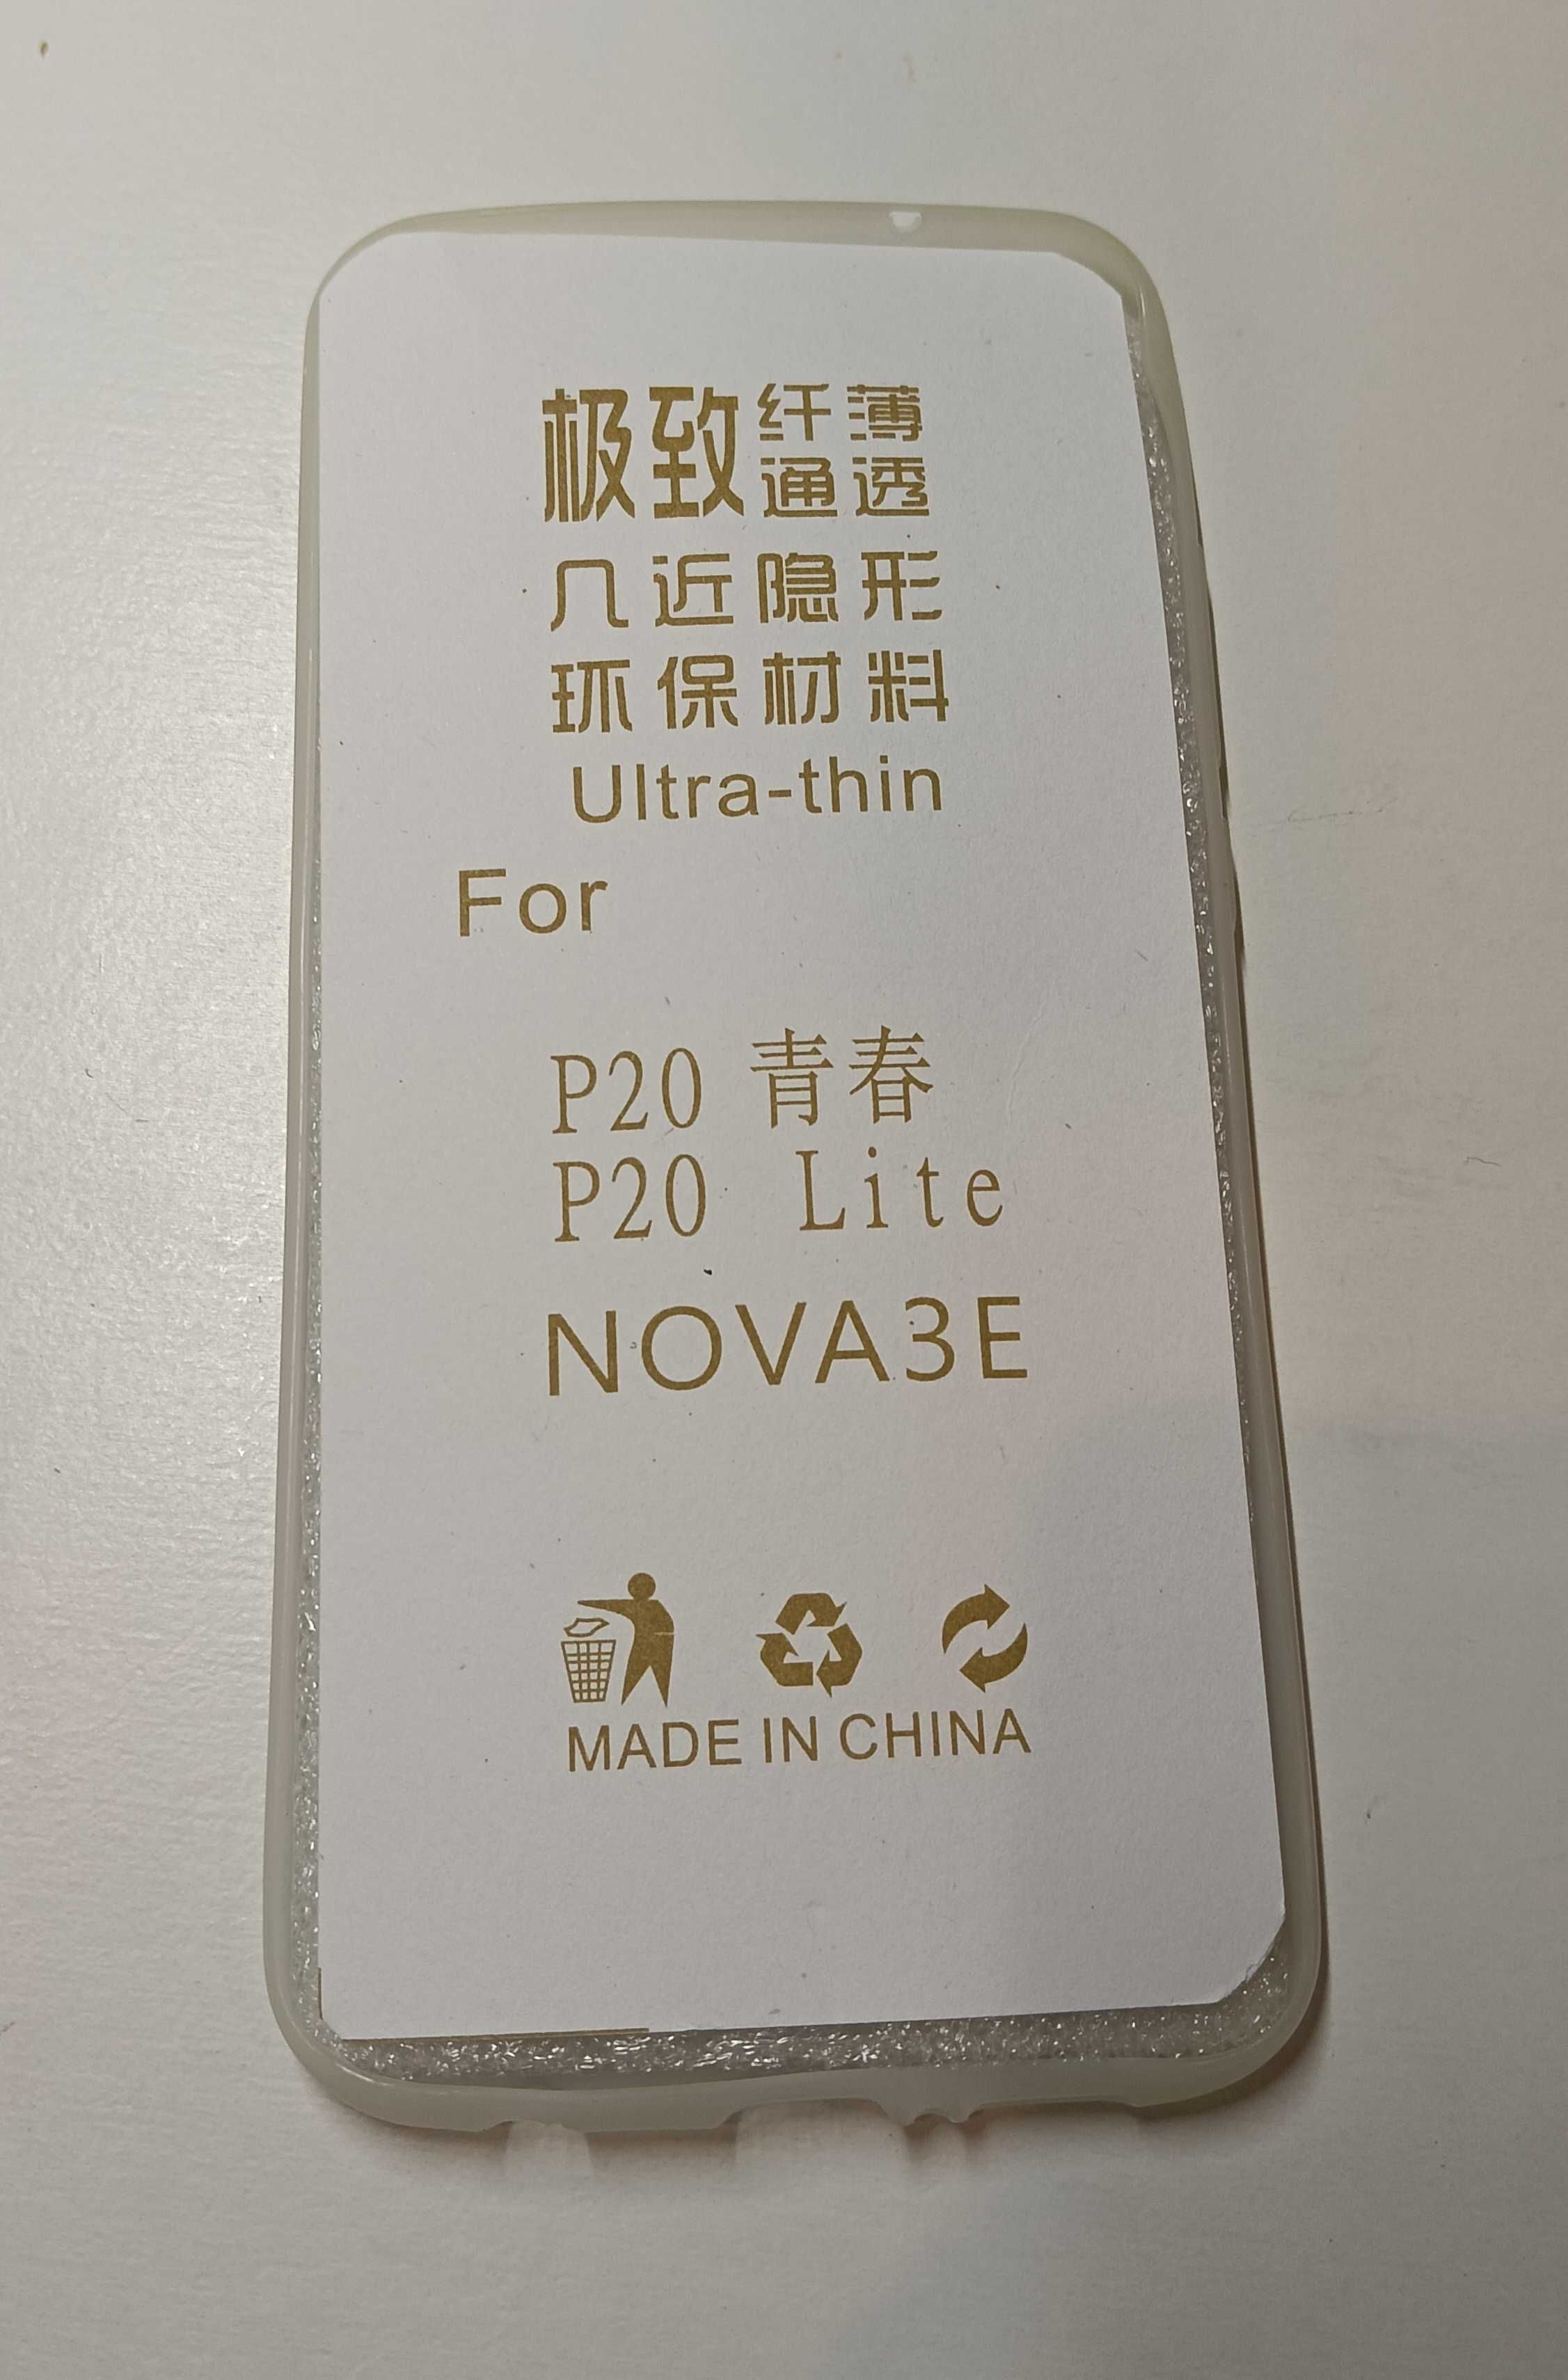 极致纤薄
通透
几近隐形
环保材料
Ultra-thin
For
P20 青春
P20 Lite
NOVA3E
MADE IN CHINA